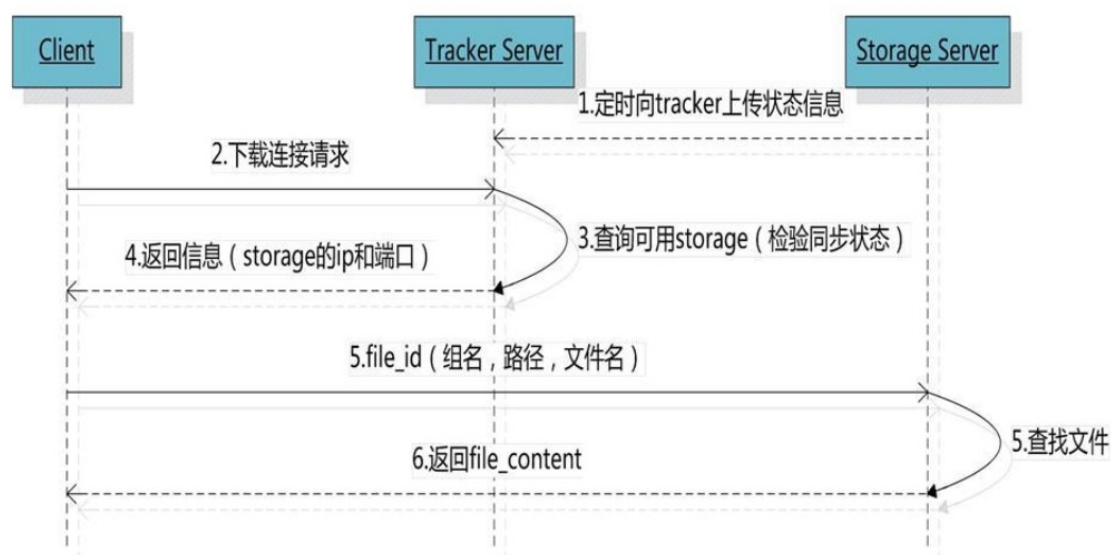 Client
Tracker Server
Storage Server
1.定时向tracker上传状态信息
2.下载连接请求
3.查询可用storage（检验同步状态）
4.返回信息（storage的ip和端口）
5.file_id（组名，路径，文件名）
5.查找文件
6.返回file_content